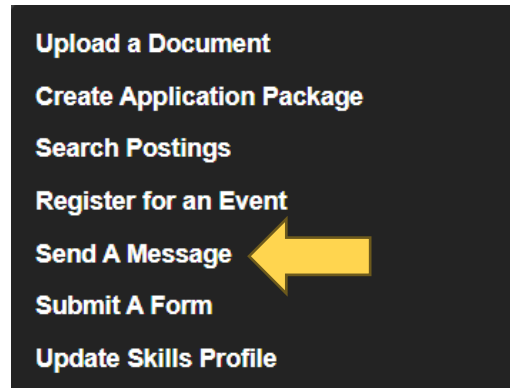 Upload a Document
Create Application Package
Search Postings
Register for an Event
Send A Message
Submit A Form
Update Skills Profile